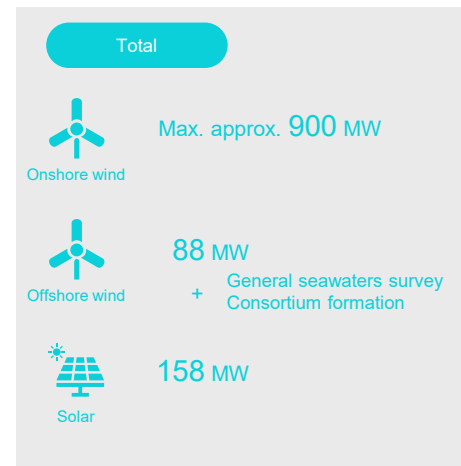 Total
Max. approx. 900 MW
Onshore wind
88 MW
+ General seawaters survey
Consortium formation
Offshore wind
158 MW
Solar